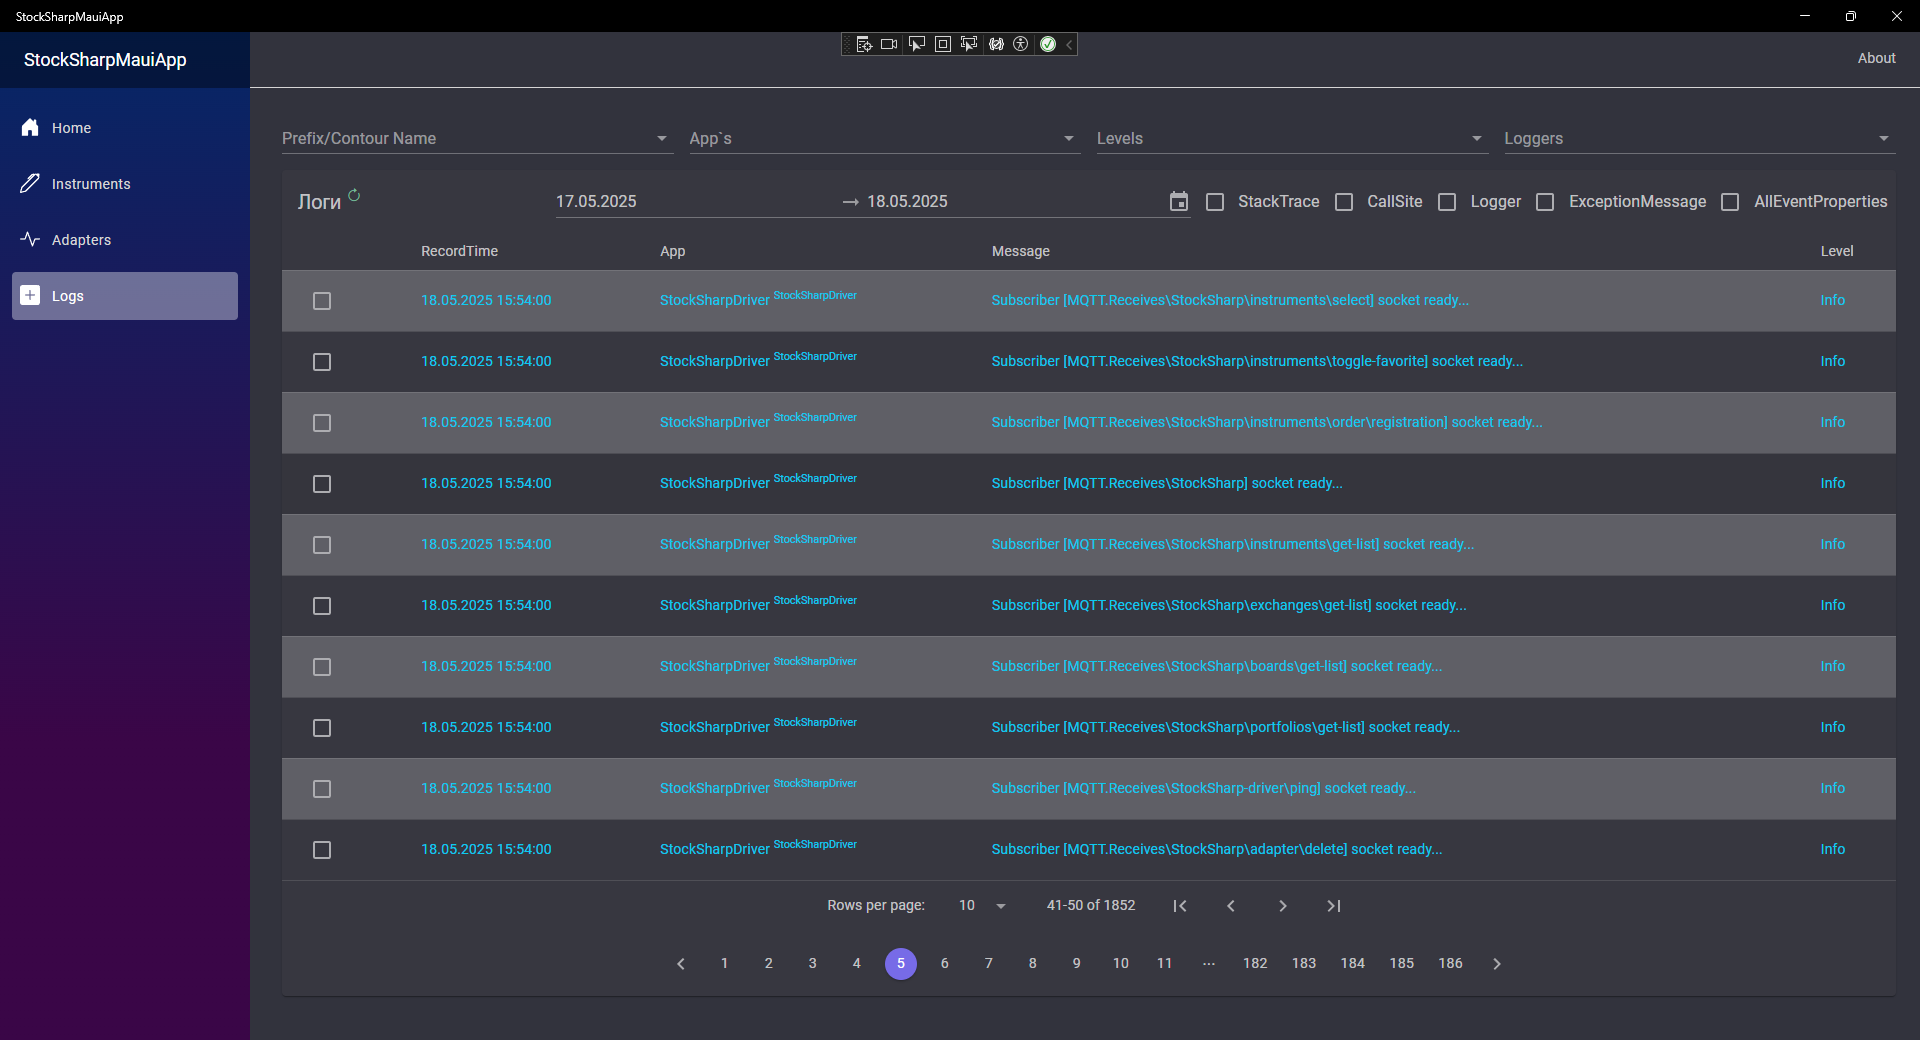 StockSharpMauiApp
StockSharpMauiApp
About
Home
Instruments
Adapters
Logs
Prefix/Contour Name App`s Levels Loggers
Логи 17.05.2025 → 18.05.2025 StackTrace CallSite Logger ExceptionMessage AllEventProperties
RecordTime App Message Level
18.05.2025 15:54:00 StockSharpDriver StockSharpDriver Subscriber [MQTT.Receives\StockSharp\instruments\select] socket ready... Info
18.05.2025 15:54:00 StockSharpDriver StockSharpDriver Subscriber [MQTT.Receives\StockSharp\instruments\toggle-favorite] socket ready... Info
18.05.2025 15:54:00 StockSharpDriver StockSharpDriver Subscriber [MQTT.Receives\StockSharp\instruments\order\registration] socket ready... Info
18.05.2025 15:54:00 StockSharpDriver StockSharpDriver Subscriber [MQTT.Receives\StockSharp] socket ready... Info
18.05.2025 15:54:00 StockSharpDriver StockSharpDriver Subscriber [MQTT.Receives\StockSharp\instruments\get-list] socket ready... Info
18.05.2025 15:54:00 StockSharpDriver StockSharpDriver Subscriber [MQTT.Receives\StockSharp\exchanges\get-list] socket ready... Info
18.05.2025 15:54:00 StockSharpDriver StockSharpDriver Subscriber [MQTT.Receives\StockSharp\boards\get-list] socket ready... Info
18.05.2025 15:54:00 StockSharpDriver StockSharpDriver Subscriber [MQTT.Receives\StockSharp\portfolios\get-list] socket ready... Info
18.05.2025 15:54:00 StockSharpDriver StockSharpDriver Subscriber [MQTT.Receives\StockSharp-driver\ping] socket ready... Info
18.05.2025 15:54:00 StockSharpDriver StockSharpDriver Subscriber [MQTT.Receives\StockSharp\adapter\delete] socket ready... Info
Rows per page: 10 41-50 of 1852
1 2 3 4 5 6 7 8 9 10 11 ... 182 183 184 185 186